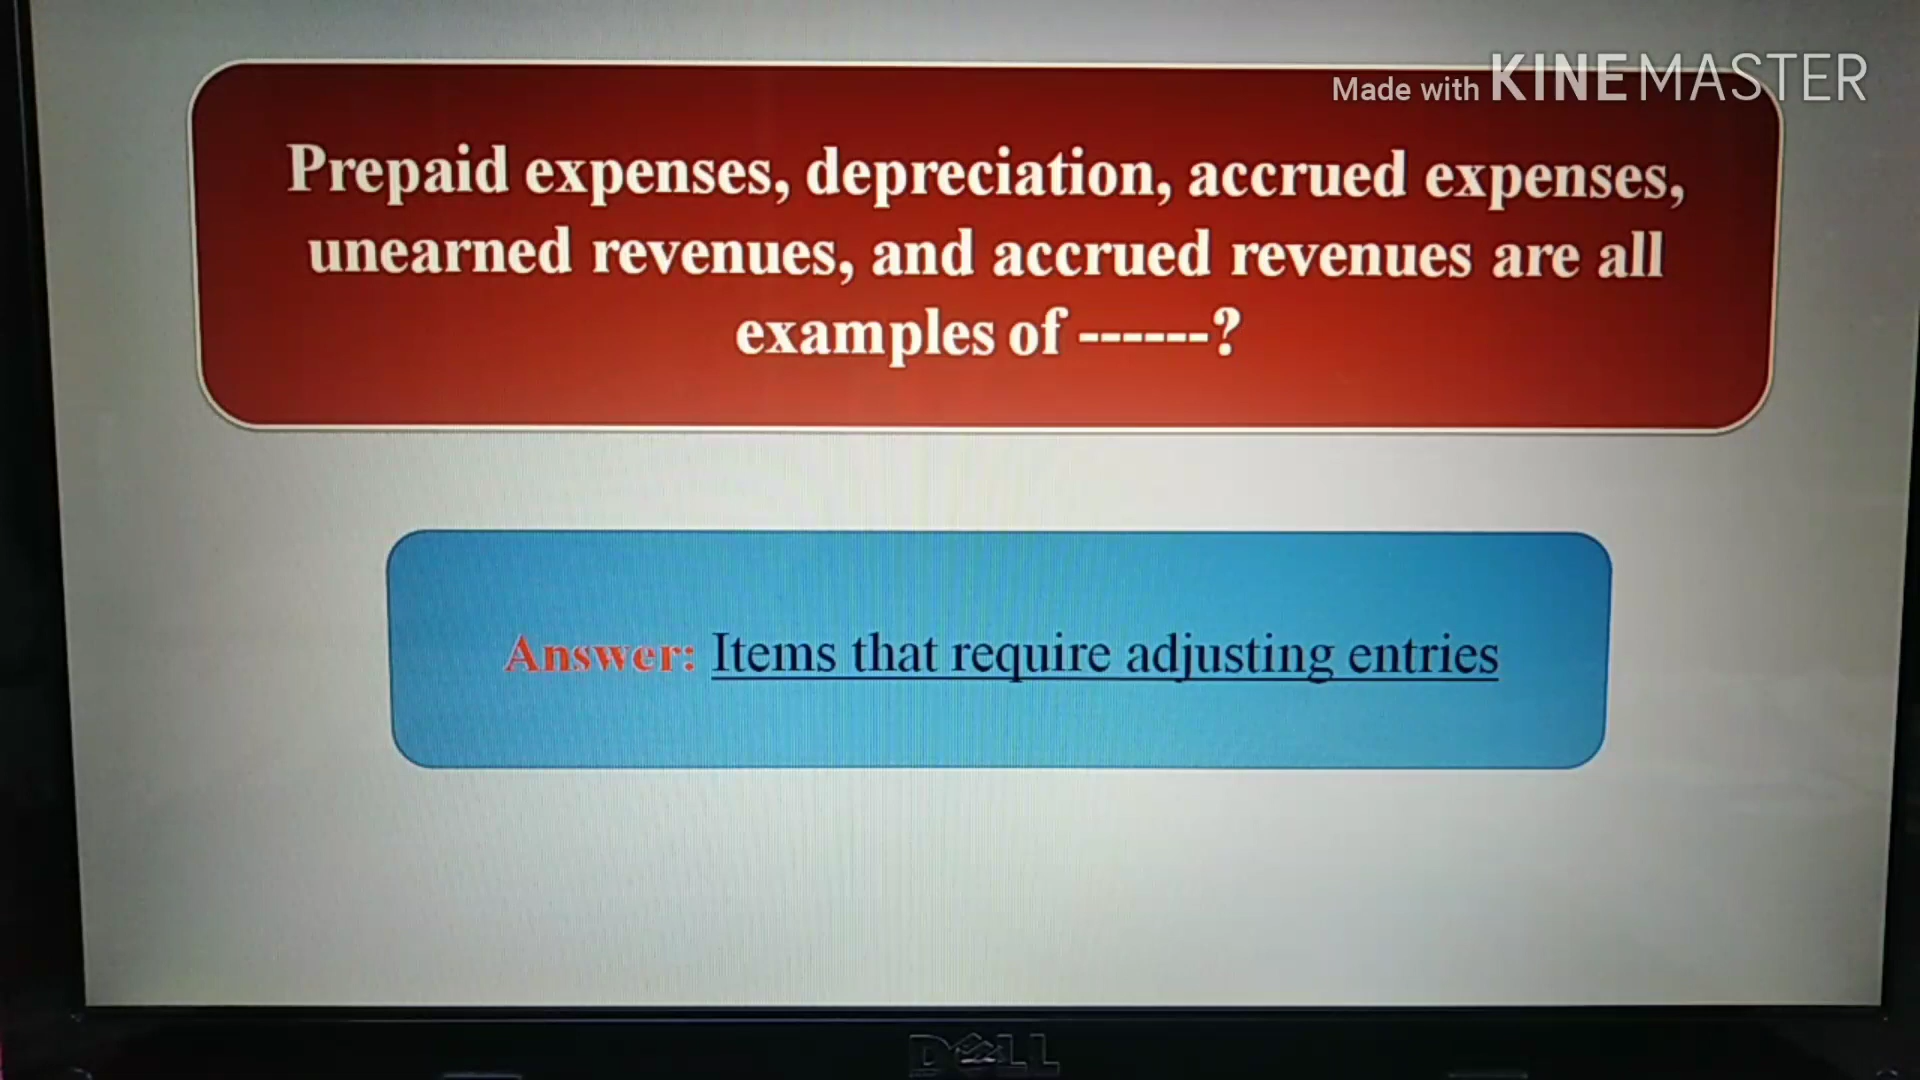 Made with KINEMASTER
Prepaid expenses, depreciation, accrued expenses,
unearned revenues, and accrued revenues are all
examples of ------?
Answer: Items that require adjusting entries
DELL